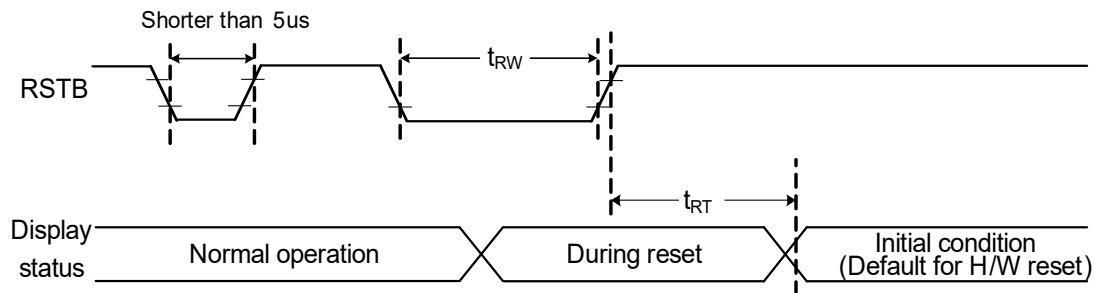 Shorter than 5us
RSTB
tRW
tRT
Display
status
Normal operation
During reset
Initial condition
(Default for H/W reset)